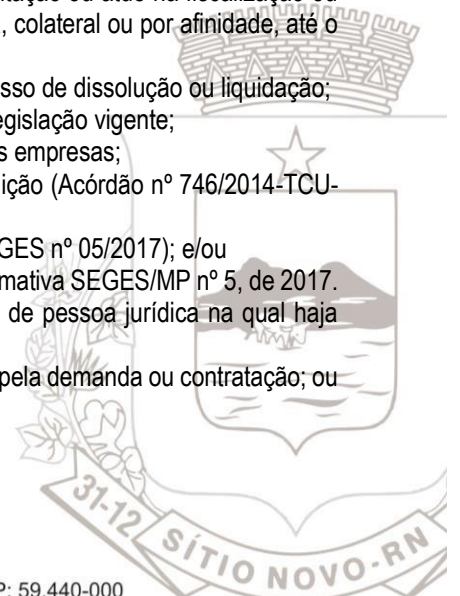 itação ou atue na fiscalização ou
, colateral ou por afinidade, até o
sso de dissolução ou liquidação;
egislação vigente;
s empresas;
ição (Acórdão nº 746/2014-TCU-
GES nº 05/2017); e/ou
rmativa SEGES/MP nº 5, de 2017.
de pessoa jurídica na qual haja
pela demanda ou contratação; ou
31-12 SÍTIO NOVO-RN
P: 59.440-000